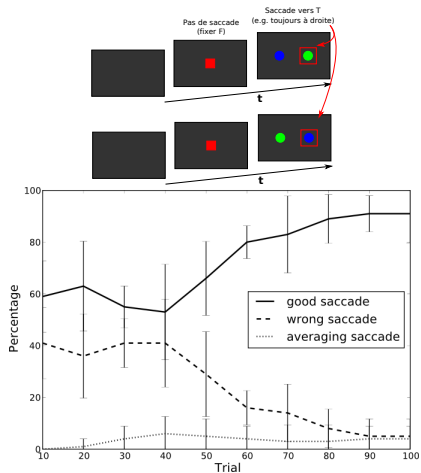 Pas de saccade
(fixer F)
Saccade vers T
(e.g. toujours à droite)
t
t
100
80
60
40
20
0
Percentage
good saccade
wrong saccade
averaging saccade
10 20 30 40 50 60 70 80 90 100
Trial